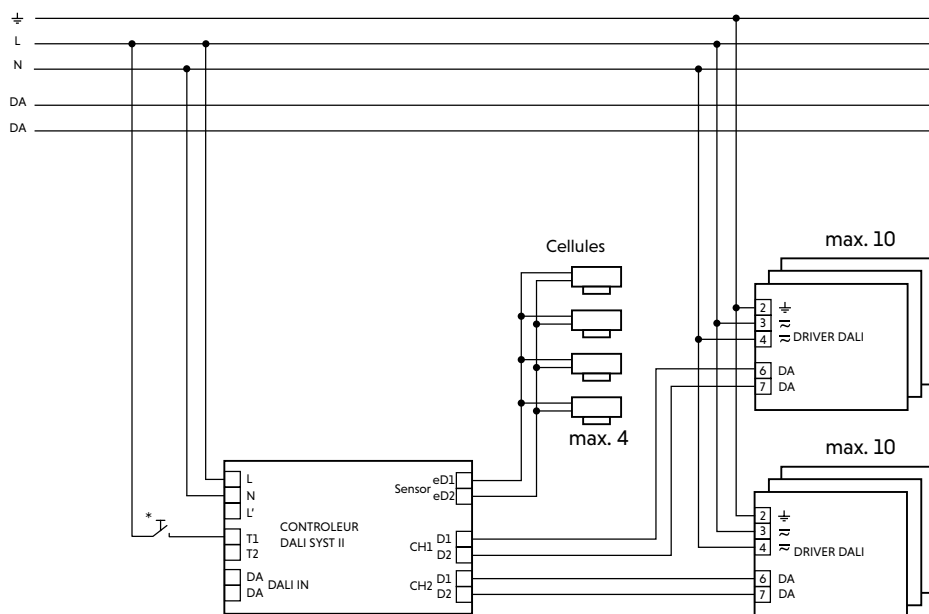 L
N
DA
DA
Cellules
max. 4
max. 10
2
3
4 DRIVER DALI
6 DA
7 DA
max. 10
2
3
4 DRIVER DALI
6 DA
7 DA
L
N
L'
*
T1
T2
DA
DA
DALI IN
CONTROLEUR
DALI SYST II
Sensor
eD1
eD2
CH1
D1
D2
CH2
D1
D2